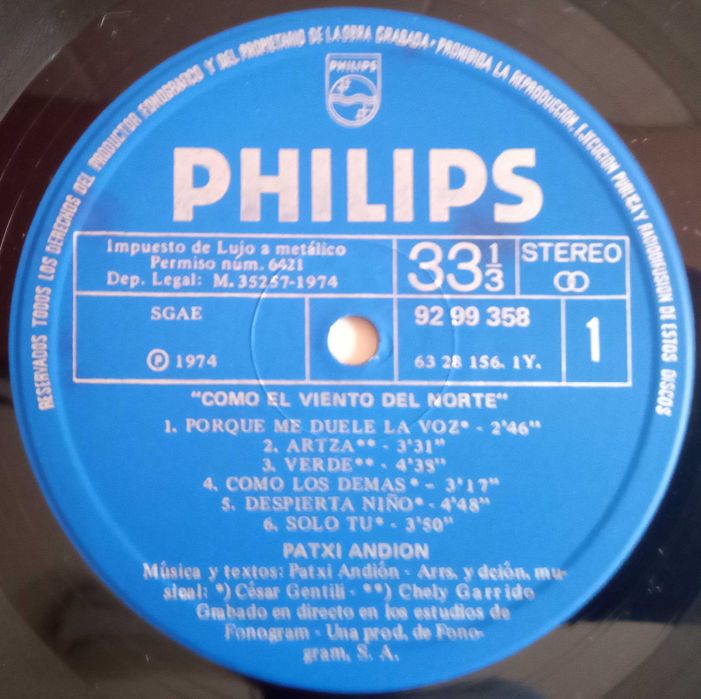 RESERVADOS TODOS LOS DERECHOS DEL PRODUCTOR FONOGRAFICO Y DEL PROPIETARIO DE LA OBRA GRABADA · PROHIBIDA LA REPRODUCCION, EJECUCION PUBLICA Y RADIODIFUSION DE ESTOS DISCOS
PHILIPS
PHILIPS
Impuesto de Lujo a metálico
Permiso núm. 6421
Dep. Legal: M. 35257-1974
33 1/3
STEREO
SGAE
92 99 358
1
Ⓟ 1974
63 28 156. 1Y.
"COMO EL VIENTO DEL NORTE"
1. PORQUE ME DUELE LA VOZ* - 2'46"
2. ARTZA** - 3'31"
3. VERDE** - 4'38"
4. COMO LOS DEMAS* - 3'17"
5. DESPIERTA NIÑO* - 4'48"
6. SOLO TU* - 3'50"
PATXI ANDION
Música y textos: Patxi Andión - Arrs. y dción, mu-
sical: *) César Gentili - **) Chely Garrido
Grabado en directo en los estudios de
Fonogram - Una prod. de Fono-
gram, S. A.